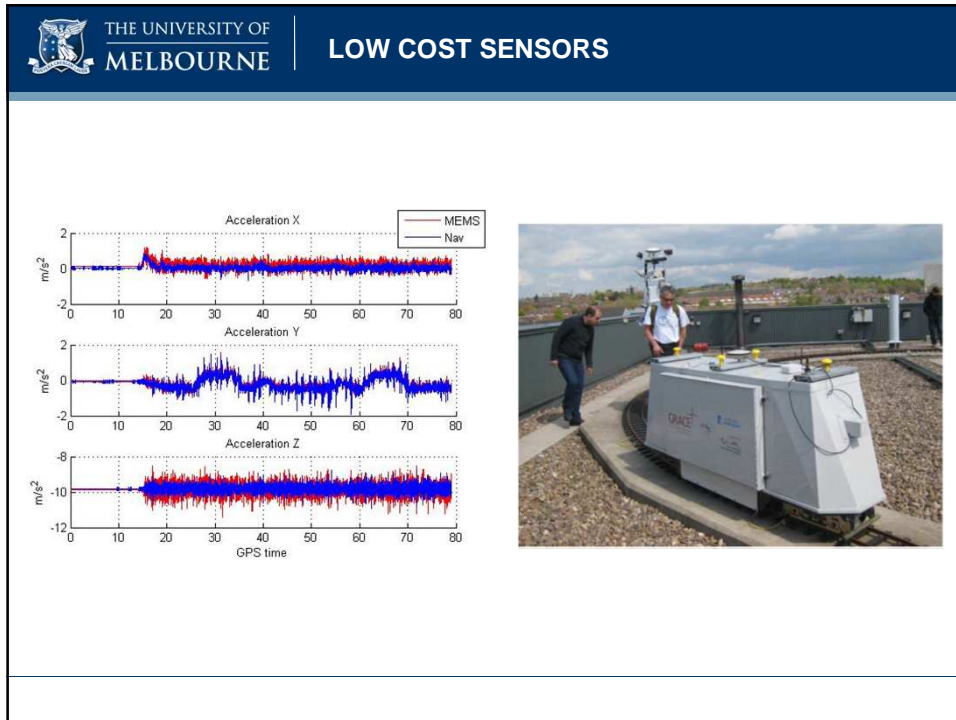 THE UNIVERSITY OF
MELBOURNE
LOW COST SENSORS
Acceleration X
MEMS
Nav
m/s²
2
0
-2
0 10 20 30 40 50 60 70 80
Acceleration Y
m/s²
2
0
-2
0 10 20 30 40 50 60 70 80
Acceleration Z
m/s²
-8
-10
-12
0 10 20 30 40 50 60 70 80
GPS time
GRACE